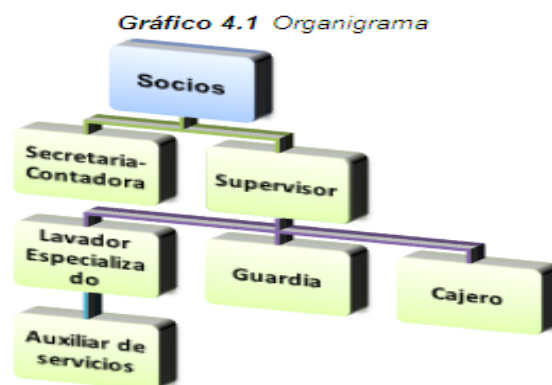 Gráfico 4.1 Organigrama
Socios
Secretaria-
Contadora
Supervisor
Lavador
Especializa
do
Guardia
Cajero
Auxiliar de
servicios